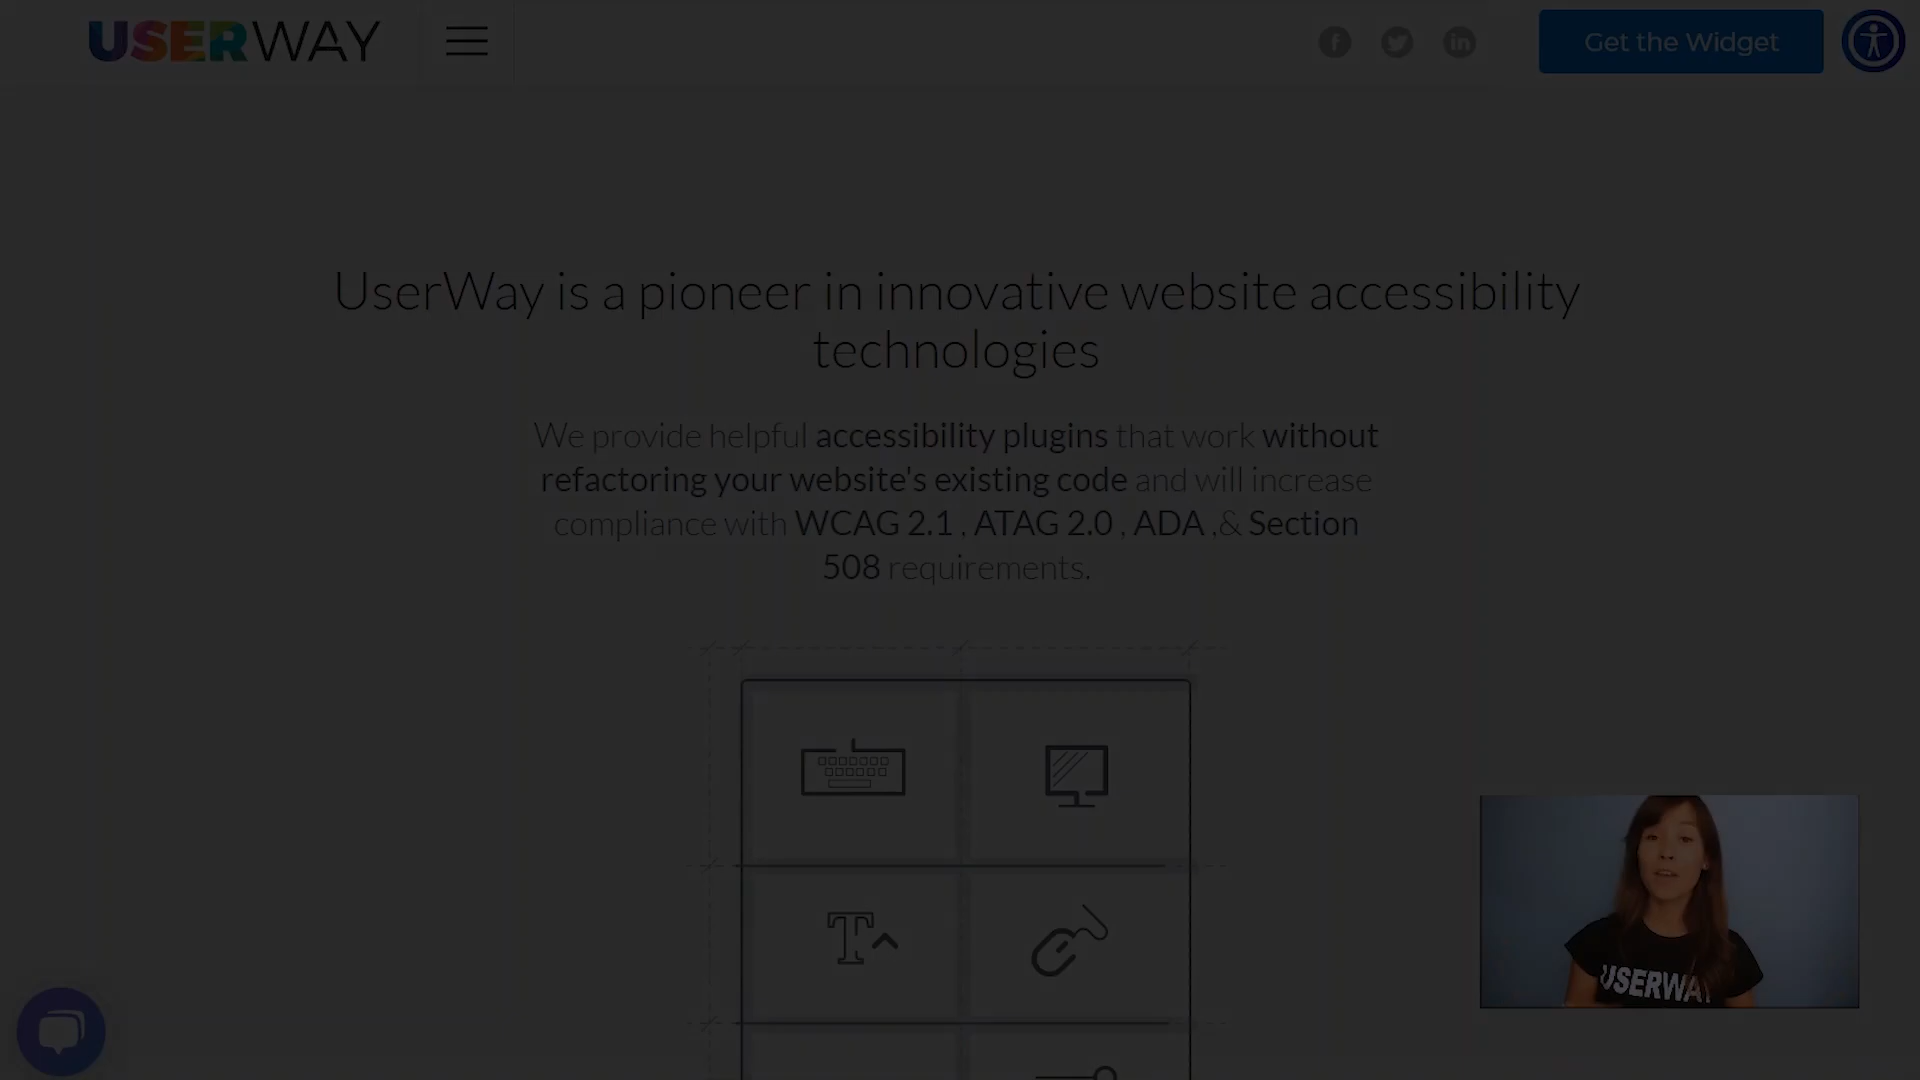 USERWAY
Get the Widget
UserWay is a pioneer in innovative website accessibility
technologies
We provide helpful accessibility plugins that work without
refactoring your website's existing code and will increase
compliance with WCAG 2.1 , ATAG 2.0 , ADA ,& Section
508 requirements.
USERWAY